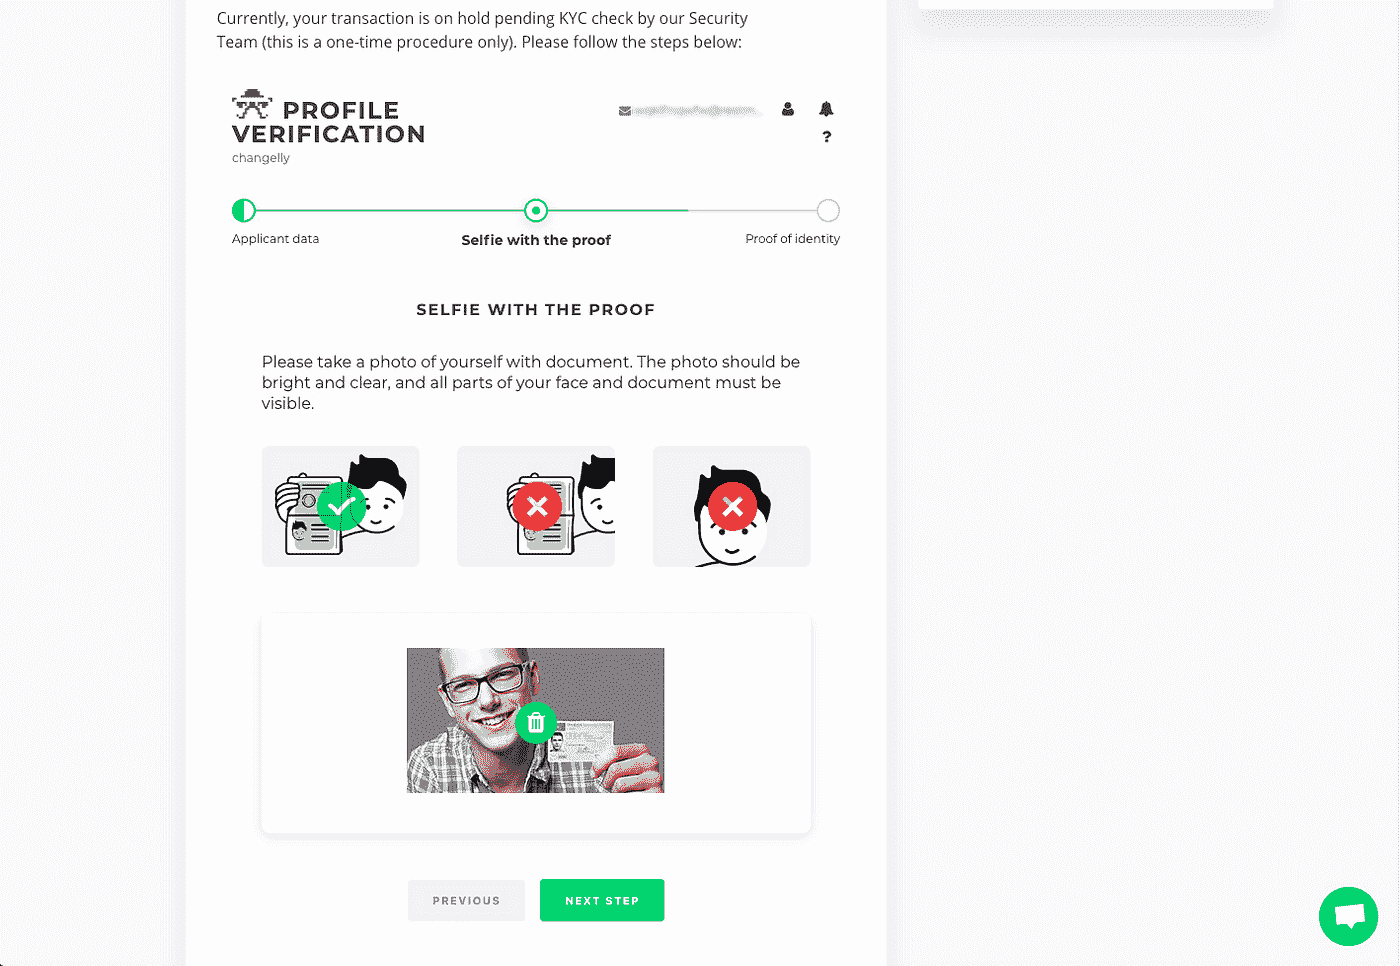 Currently, your transaction is on hold pending KYC check by our Security
Team (this is a one-time procedure only). Please follow the steps below:
PROFILE
VERIFICATION
changelly
?
Applicant data
Selfie with the proof
Proof of identity
SELFIE WITH THE PROOF
Please take a photo of yourself with document. The photo should be
bright and clear, and all parts of your face and document must be
visible.
PREVIOUS
NEXT STEP